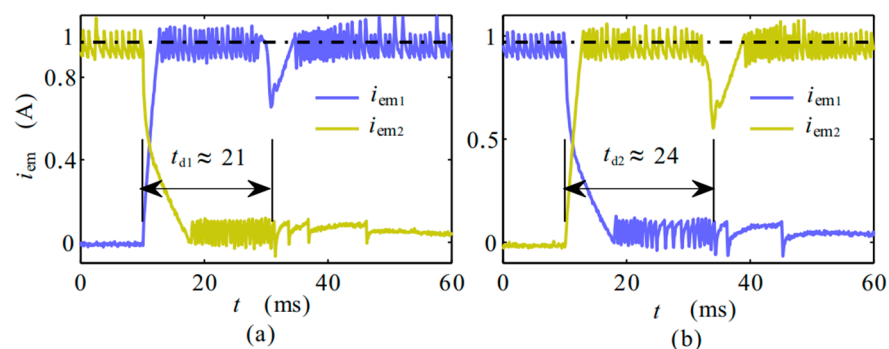 1
0.8
0.4
0
i_em (A)
i_em1
i_em2
t_d1 ≈ 21
0 20 40 60
t (ms)
(a)
1
0.5
0
i_em1
i_em2
t_d2 ≈ 24
0 20 40 60
t (ms)
(b)